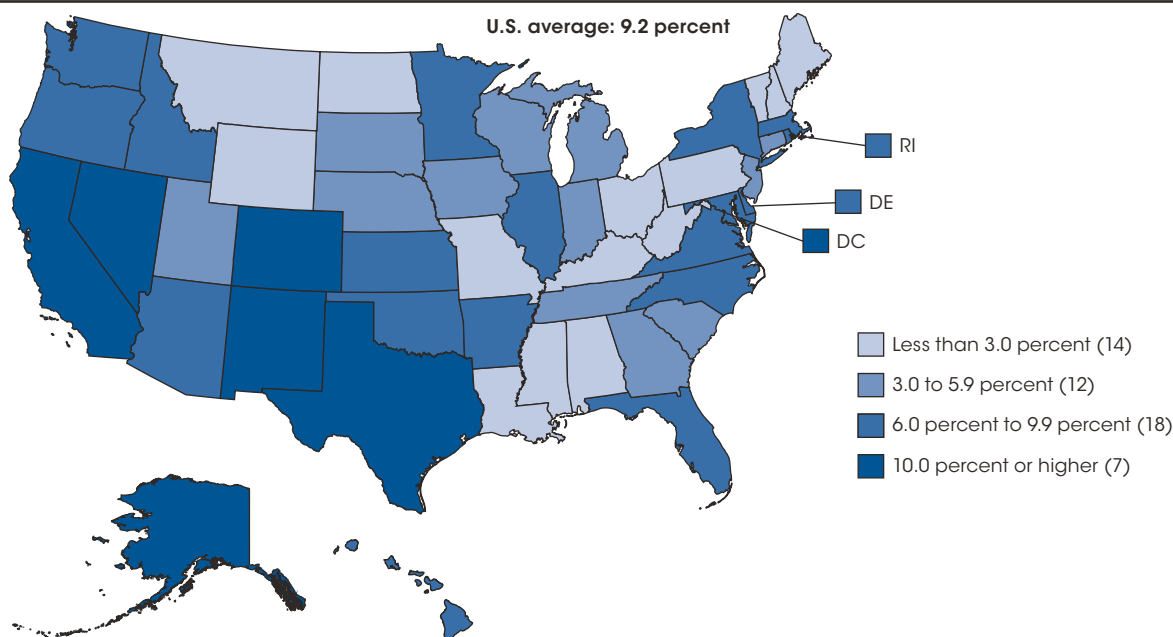 U.S. average: 9.2 percent
RI
DE
DC
Less than 3.0 percent (14)
3.0 to 5.9 percent (12)
6.0 percent to 9.9 percent (18)
10.0 percent or higher (7)